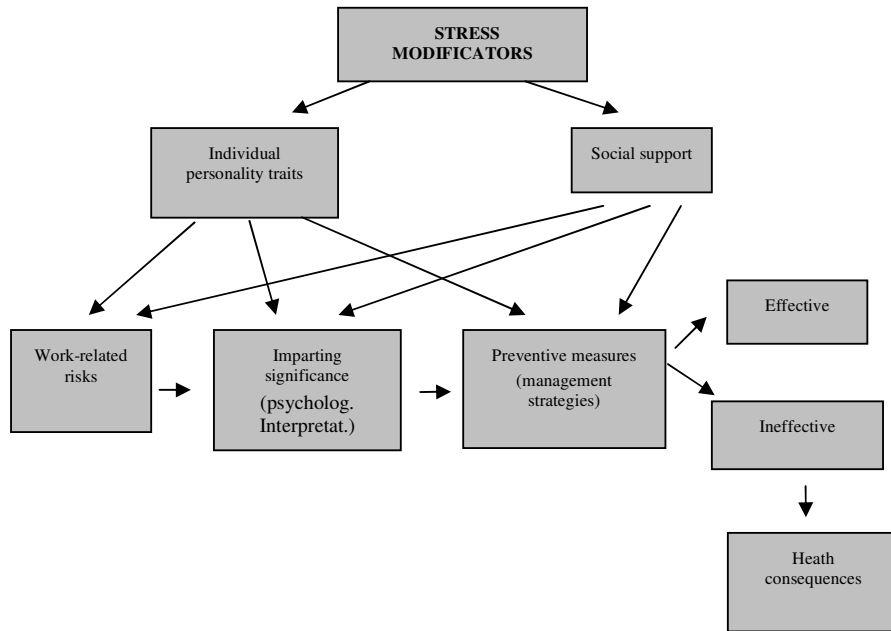 STRESS
MODIFICATORS
Individual
personality traits
Social support
Work-related
risks
Imparting
significance
(psycholog.
Interpretat.)
Preventive measures
(management
strategies)
Effective
Ineffective
Heath
consequences